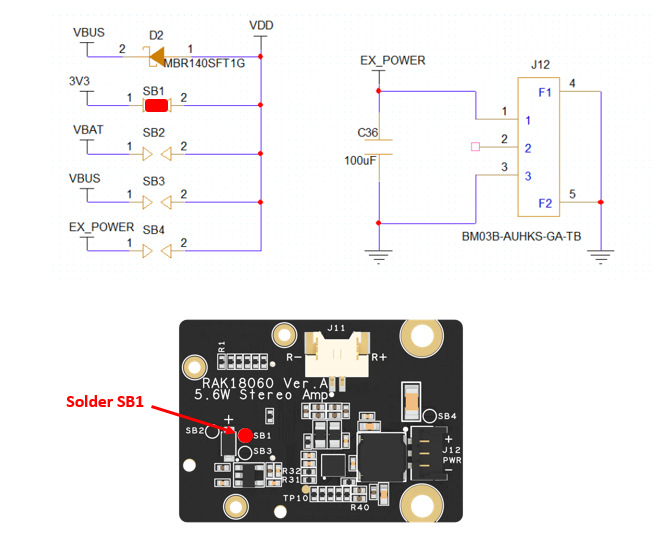 VBUS
D2
VDD
2
1
MBR140SFT1G
3V3
SB1
1
2
VBAT
SB2
1
2
VBUS
SB3
1
2
EX_POWER
SB4
1
2
EX_POWER
J12
F1
4
1
1
C36
2
2
100uF
3
3
F2
5
BM03B-AUHKS-GA-TB
J11
R1
R-
R+
RAK18060 Ver.A
5.6W Stereo Amp
Solder SB1
+
SB4
SB2
SB1
SB3
+
J12
PWR
-
R32
R31
TP10
R40